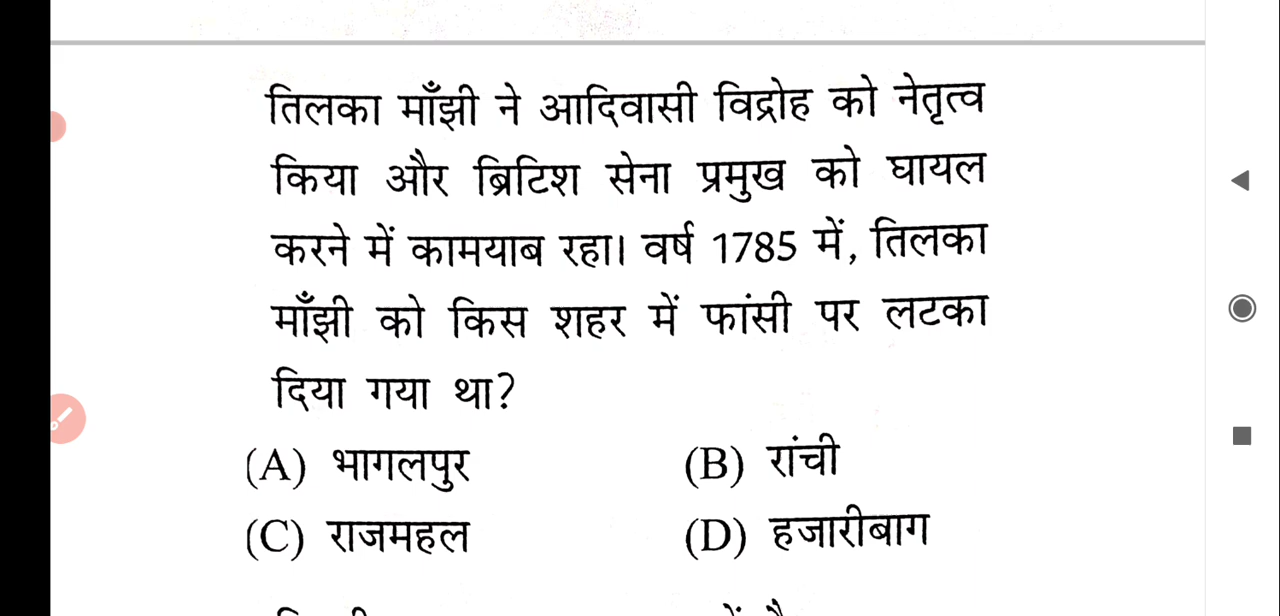 तिलका माँझी ने आदिवासी विद्रोह को नेतृत्व
किया और ब्रिटिश सेना प्रमुख को घायल
करने में कामयाब रहा। वर्ष 1785 में, तिलका
माँझी को किस शहर में फांसी पर लटका
दिया गया था?
(A) भागलपुर (B) रांची
(C) राजमहल (D) हजारीबाग